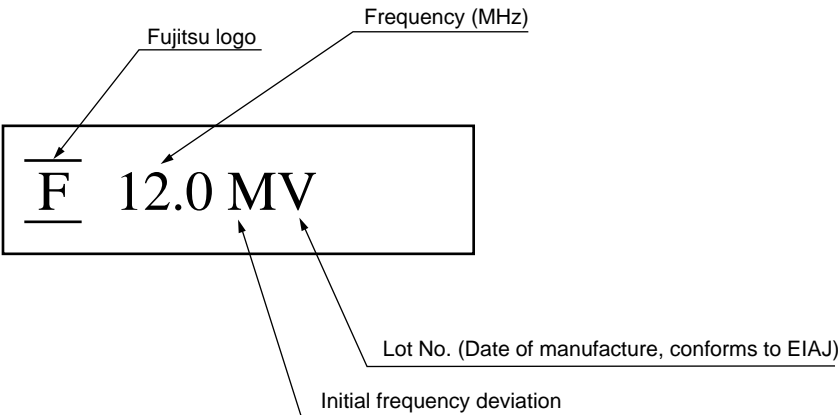 Frequency (MHz)
Fujitsu logo
F 12.0 MV
Lot No. (Date of manufacture, conforms to EIAJ)
Initial frequency deviation